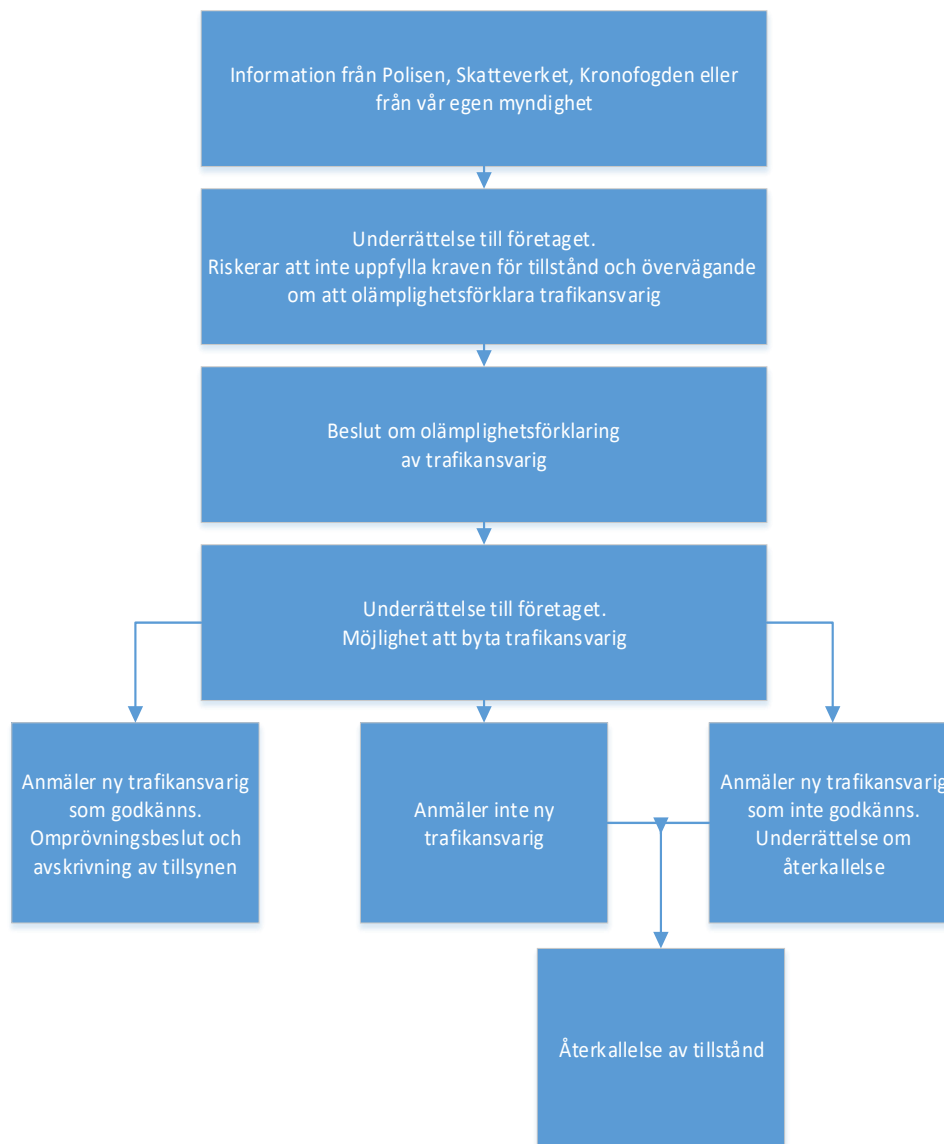 Information från Polisen, Skatteverket, Kronofogden eller
från vår egen myndighet
Underrättelse till företaget.
Riskerar att inte uppfylla kraven för tillstånd och övervägande
om att olämplighetsförklara trafikansvarig
Beslut om olämplighetsförklaring
av trafikansvarig
Underrättelse till företaget.
Möjlighet att byta trafikansvarig
Anmäler ny trafikansvarig
som godkänns.
Omprövningsbeslut och
avskrivning av tillsynen
Anmäler inte ny
trafikansvarig
Anmäler ny trafikansvarig
som inte godkänns.
Underrättelse om
återkallelse
Återkallelse av tillstånd